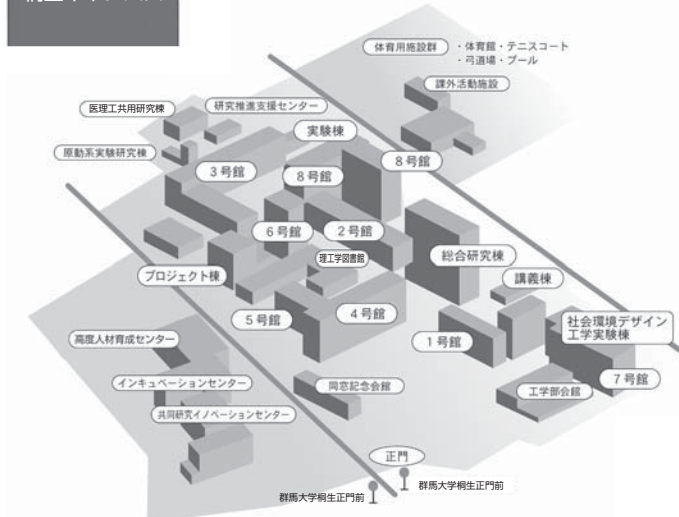 体育用施設群
・体育館・テニスコート
・弓道場・プール
課外活動施設
医理工共用研究棟
研究推進支援センター
実験棟
原動系実験研究棟
3号館
8号館
8号館
6号館
2号館
総合研究棟
理工学図書館
プロジェクト棟
講義棟
5号館
4号館
社会環境デザイン
工学実験棟
高度人材育成センター
1号館
7号館
インキュベーションセンター
同窓記念会館
工学部会館
共同研究イノベーションセンター
正門
群馬大学桐生正門前
群馬大学桐生正門前